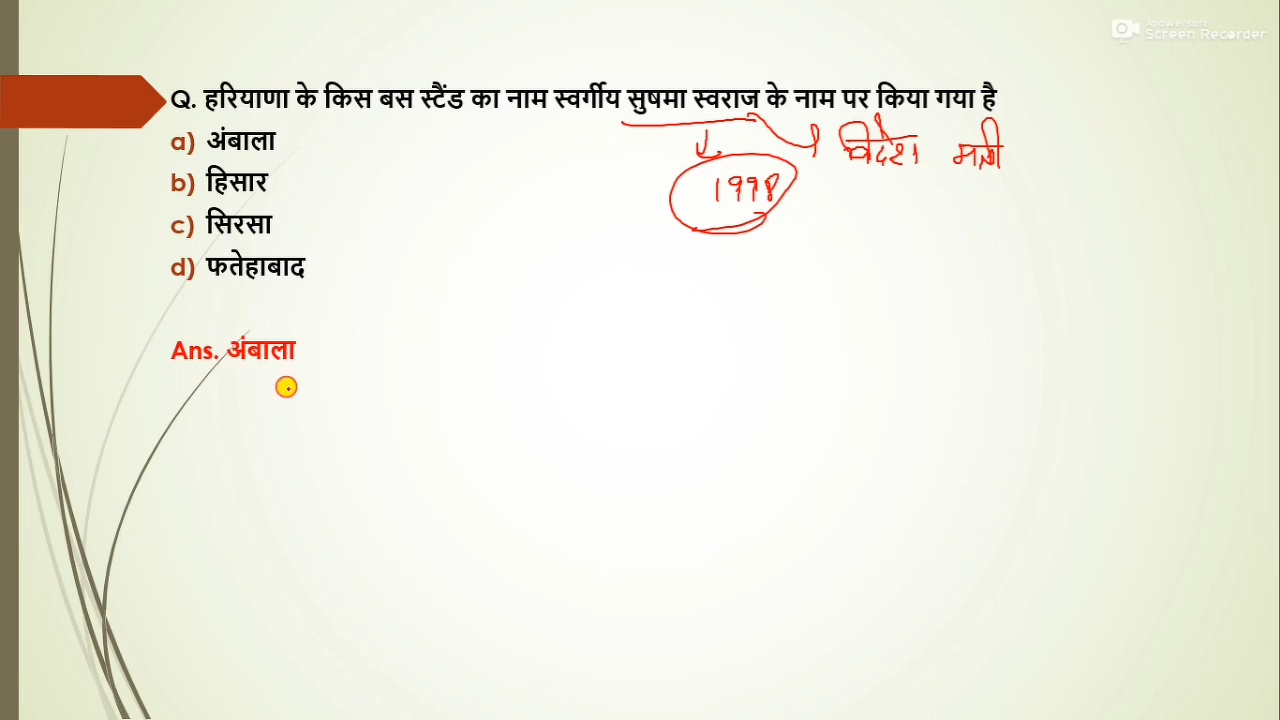 Apowersoft
Screen Recorder
Q. हरियाणा के किस बस स्टैंड का नाम स्वर्गीय सुषमा स्वराज के नाम पर किया गया है
a) अंबाला
विदेश मंत्री
b) हिसार
1998
c) सिरसा
d) फतेहाबाद
Ans. अंबाला